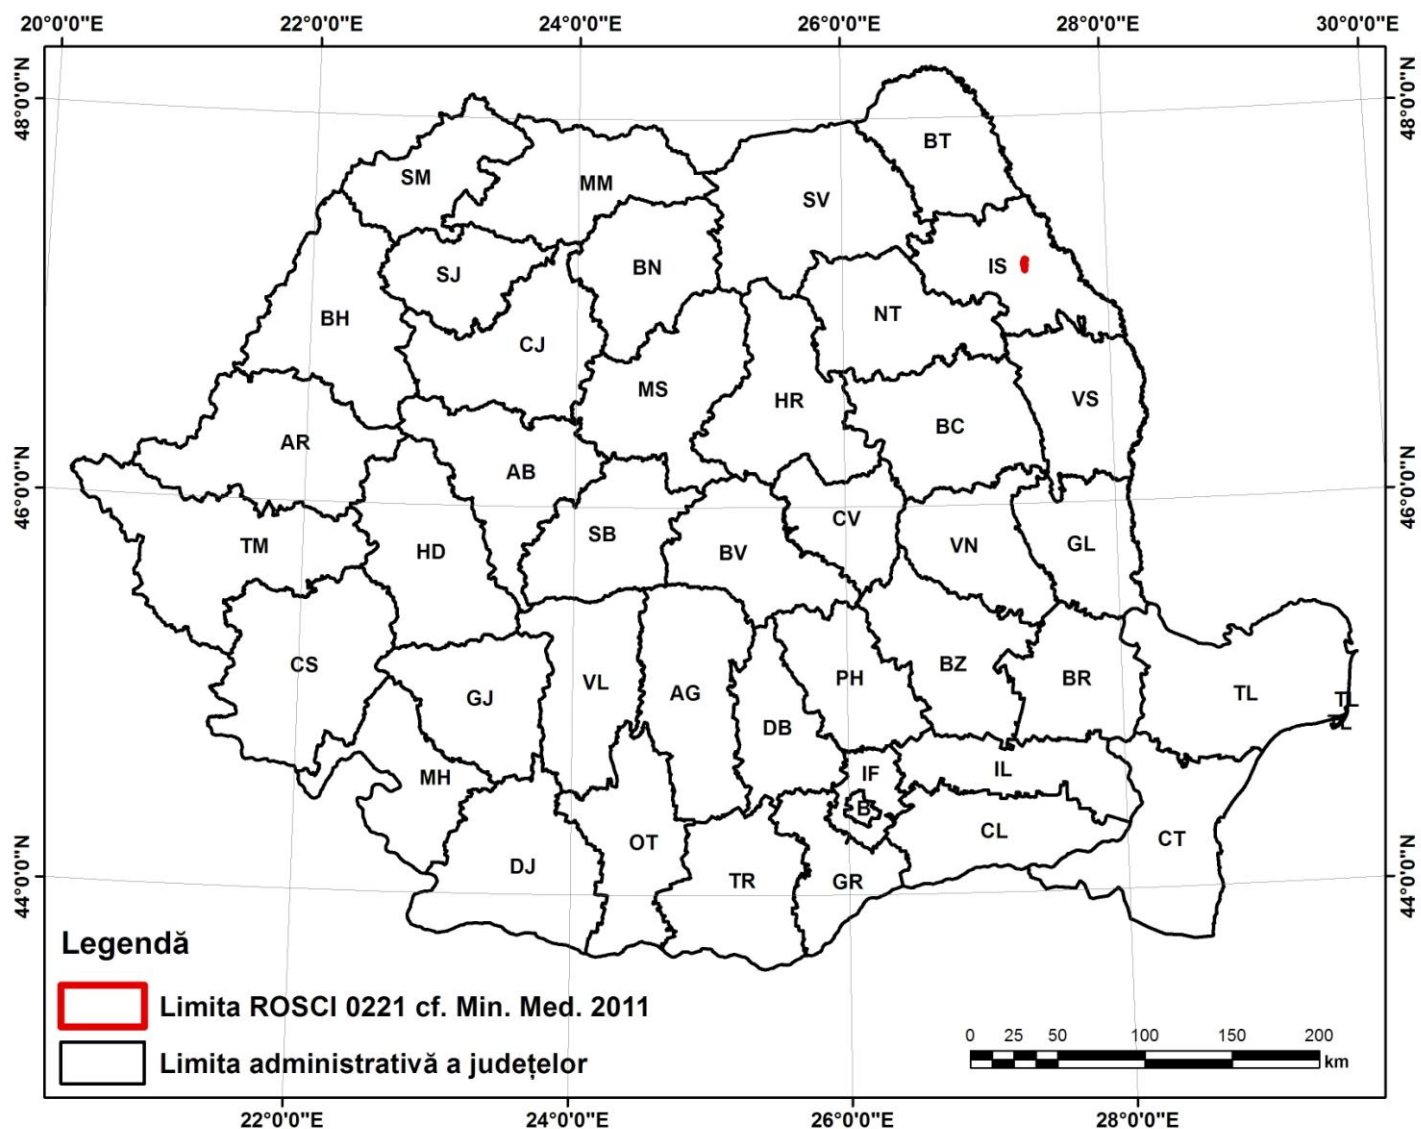 20°0'0"E 22°0'0"E 24°0'0"E 26°0'0"E 28°0'0"E 30°0'0"E
48°0'0"N 48°0'0"N
BT
SM MM
SV
IS
SJ BN
BH NT
CJ
MS HR VS
BC
AR
AB
46°0'0"N 46°0'0"N
CV
SB
TM HD BV VN GL
CS BZ
PH BR
GJ VL AG TL TL
TL
DB
MH IF IL
B
CL CT
OT
DJ TR GR
44°0'0"N 44°0'0"N
Legendă
Limita ROSCI 0221 cf. Min. Med. 2011
Limita administrativă a județelor
0 25 50 100 150 200
km
22°0'0"E 24°0'0"E 26°0'0"E 28°0'0"E